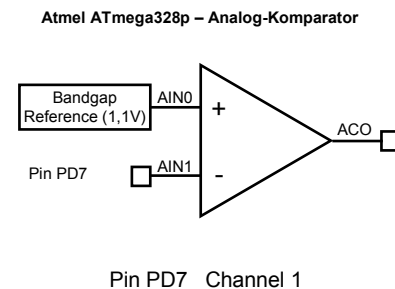 Atmel ATmega328p – Analog-Komparator
Bandgap
Reference (1,1V)
AIN0
+
ACO
Pin PD7
AIN1
-
Pin PD7 Channel 1